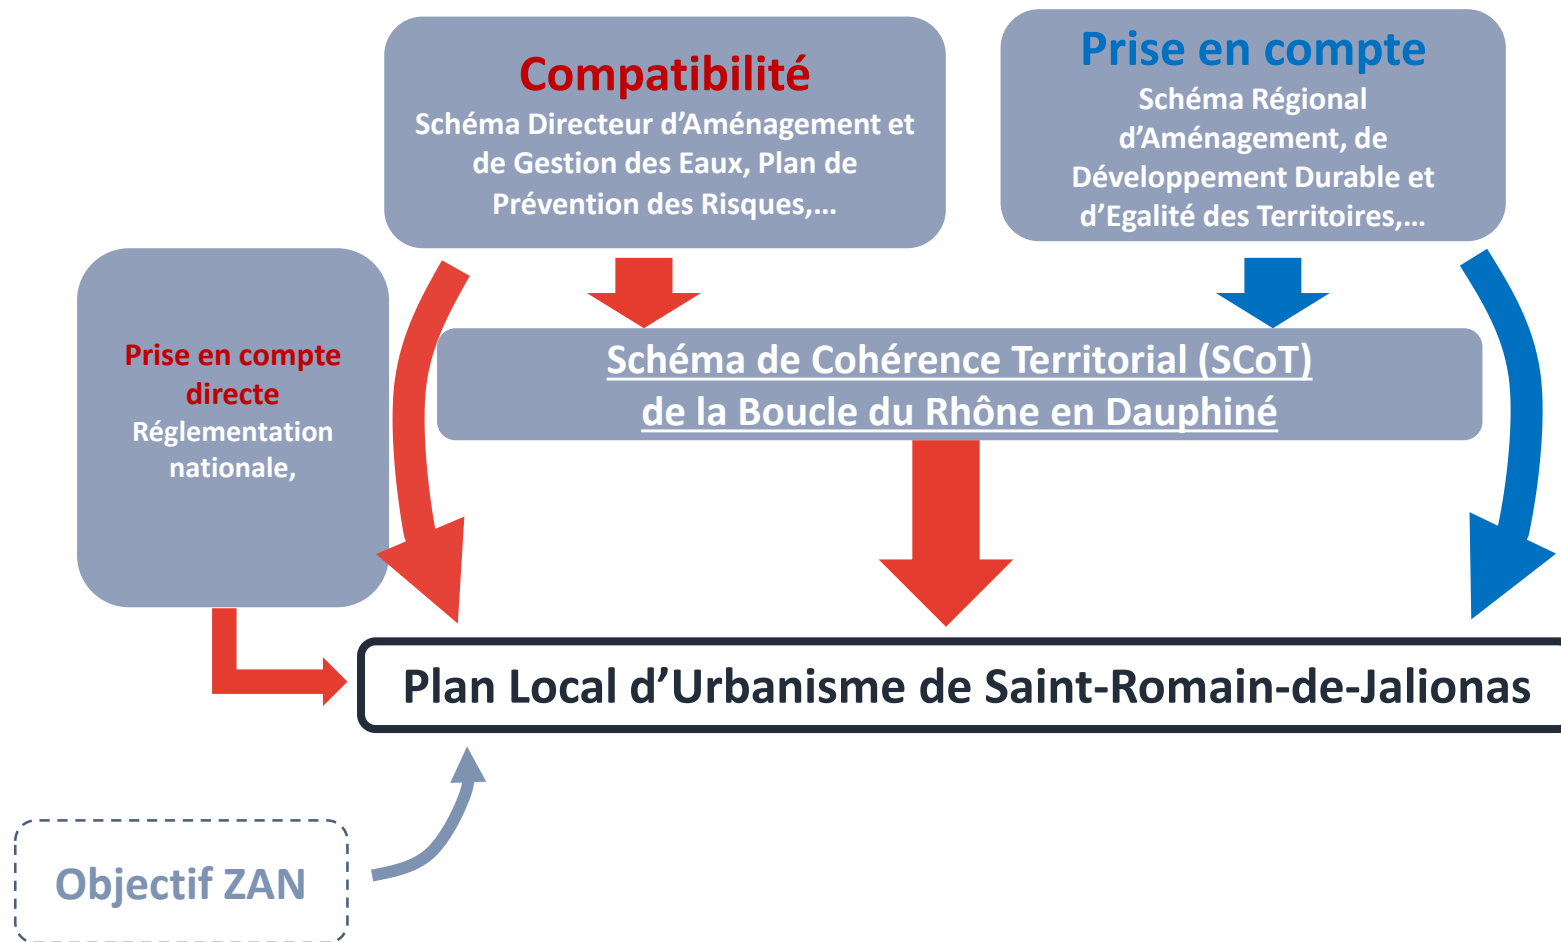 Compatibilité
Schéma Directeur d’Aménagement et
de Gestion des Eaux, Plan de
Prévention des Risques,...
Prise en compte
Schéma Régional
d’Aménagement, de
Développement Durable et
d’Egalité des Territoires,...
Prise en compte
directe
Réglementation
nationale,
Schéma de Cohérence Territorial (SCoT)
de la Boucle du Rhône en Dauphiné
Plan Local d’Urbanisme de Saint-Romain-de-Jalionas
Objectif ZAN